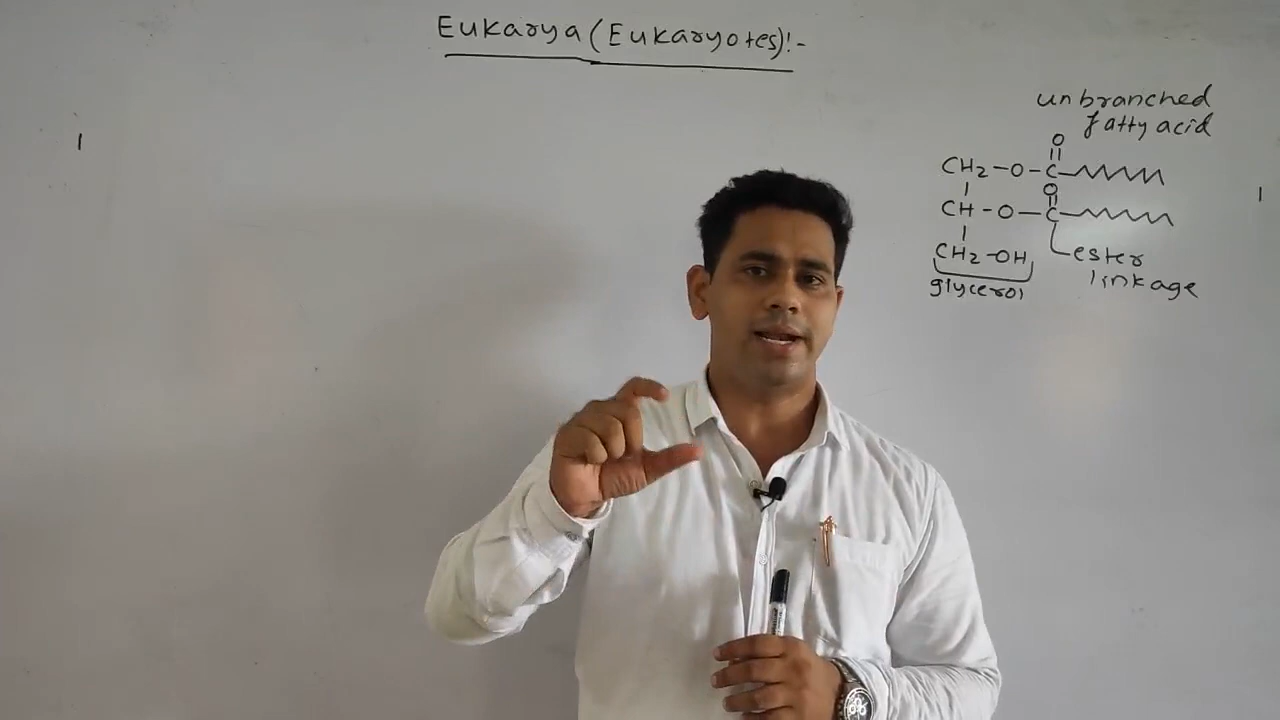 Eukarya (Eukaryotes)!-
unbranched
fatty acid
O
CH2-O-C
O
CH-O-C
CH2-OH
ester
linkage
glycerol